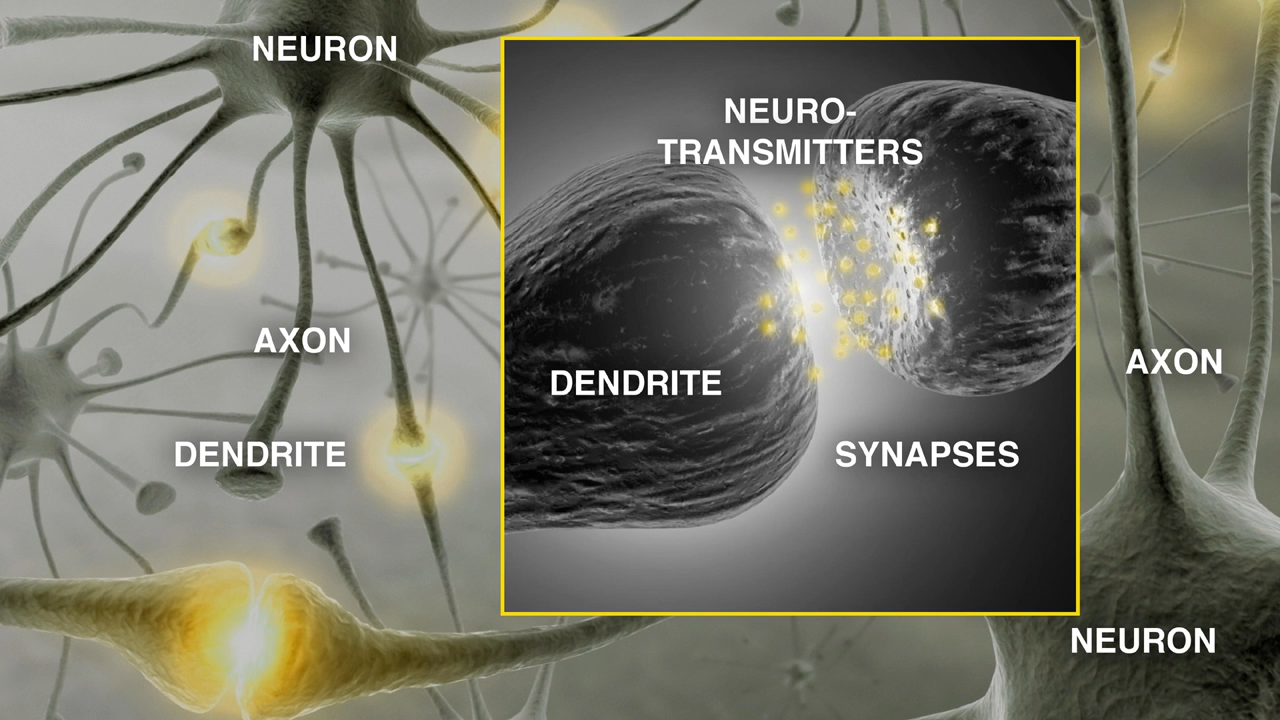 NEURON
NEURO-
TRANSMITTERS
AXON
AXON
DENDRITE
DENDRITE
SYNAPSES
NEURON